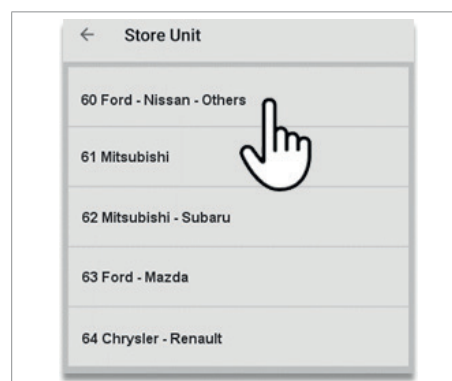 Store Unit
60 Ford - Nissan - Others
61 Mitsubishi
62 Mitsubishi - Subaru
63 Ford - Mazda
64 Chrysler - Renault